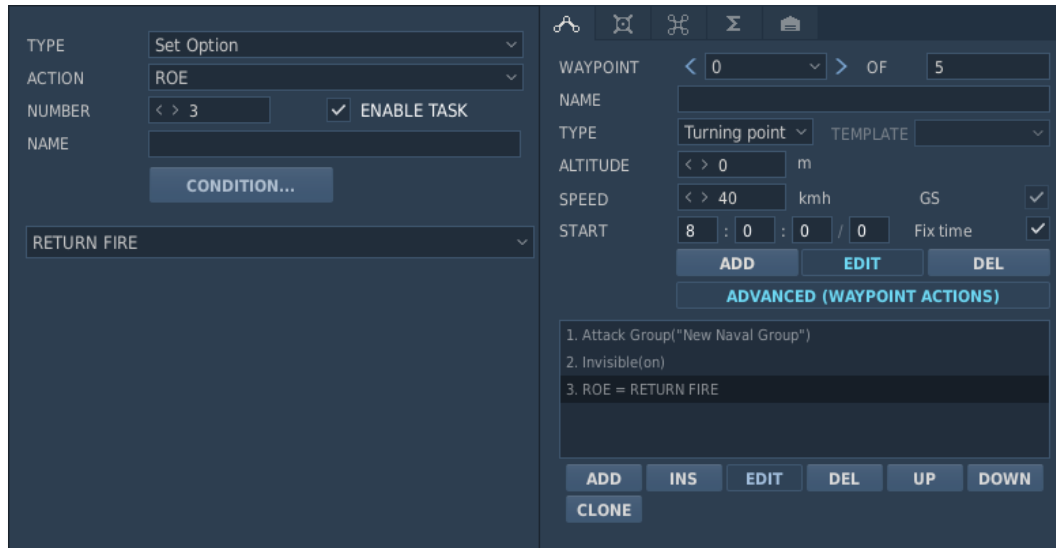 TYPE Set Option
ACTION ROE
NUMBER < > 3 ENABLE TASK
NAME
CONDITION...
RETURN FIRE
Σ
WAYPOINT < 0 > OF 5
NAME
TYPE Turning point TEMPLATE
ALTITUDE < > 0 m
SPEED < > 40 kmh GS
START 8 : 0 : 0 / 0 Fix time
ADD EDIT DEL
ADVANCED (WAYPOINT ACTIONS)
1. Attack Group("New Naval Group")
2. Invisible(on)
3. ROE = RETURN FIRE
ADD INS EDIT DEL UP DOWN
CLONE